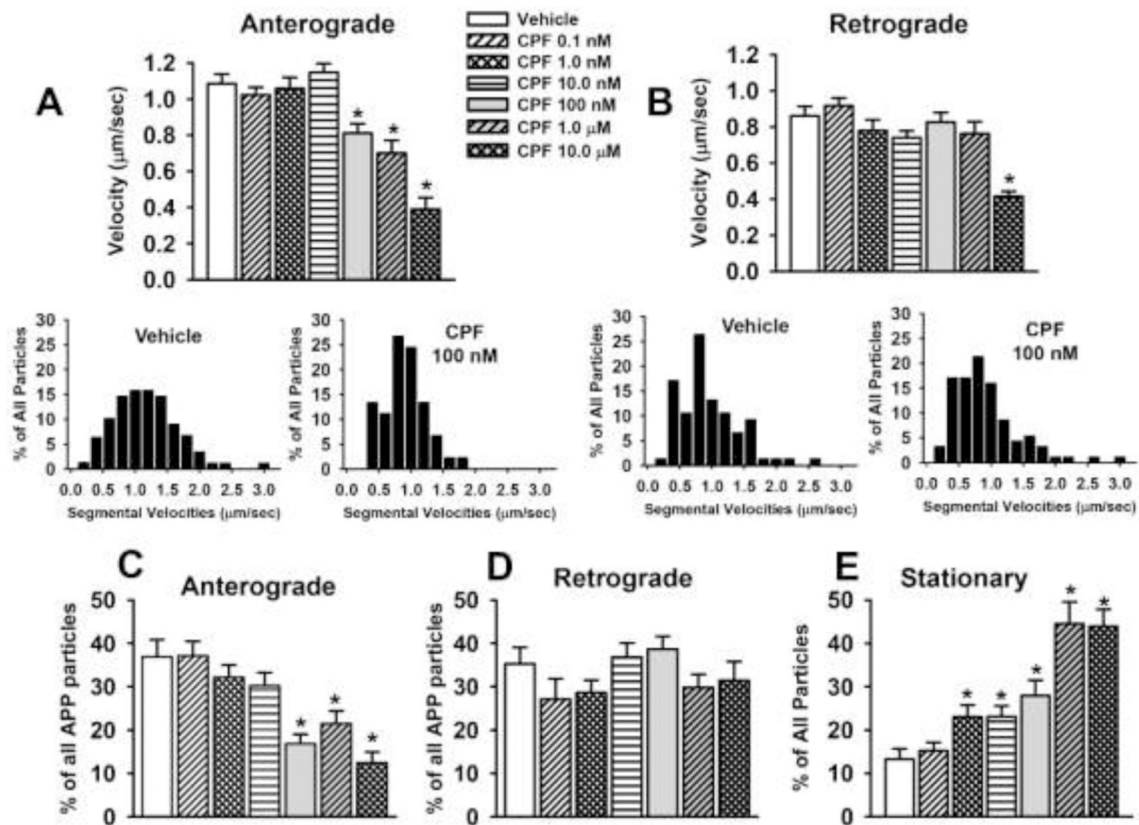 Anterograde
Vehicle
CPF 0.1 nM
CPF 1.0 nM
CPF 10.0 nM
CPF 100 nM
CPF 1.0 μM
CPF 10.0 μM
Retrograde
A
Velocity (μm/sec)
1.2
1.0
0.8
0.6
0.4
0.2
0.0
* * *
B
Velocity (μm/sec)
1.2
1.0
0.8
0.6
0.4
0.2
0.0
*
% of All Particles
30
25
20
15
10
5
0
Vehicle
0.0 0.5 1.0 1.5 2.0 2.5 3.0
Segmental Velocities (μm/sec)
% of All Particles
30
25
20
15
10
5
0
CPF
100 nM
0.0 0.5 1.0 1.5 2.0 2.5 3.0
Segmental Velocities (μm/sec)
% of All Particles
30
25
20
15
10
5
0
Vehicle
0.0 0.5 1.0 1.5 2.0 2.5 3.0
Segmental Velocities (μm/sec)
% of All Particles
30
25
20
15
10
5
0
CPF
100 nM
0.0 0.5 1.0 1.5 2.0 2.5 3.0
Segmental Velocities (μm/sec)
C
Anterograde
% of all APP particles
50
40
30
20
10
0
* * *
D
Retrograde
% of all APP particles
50
40
30
20
10
0
E
Stationary
% of All Particles
50
40
30
20
10
0
* * * * *